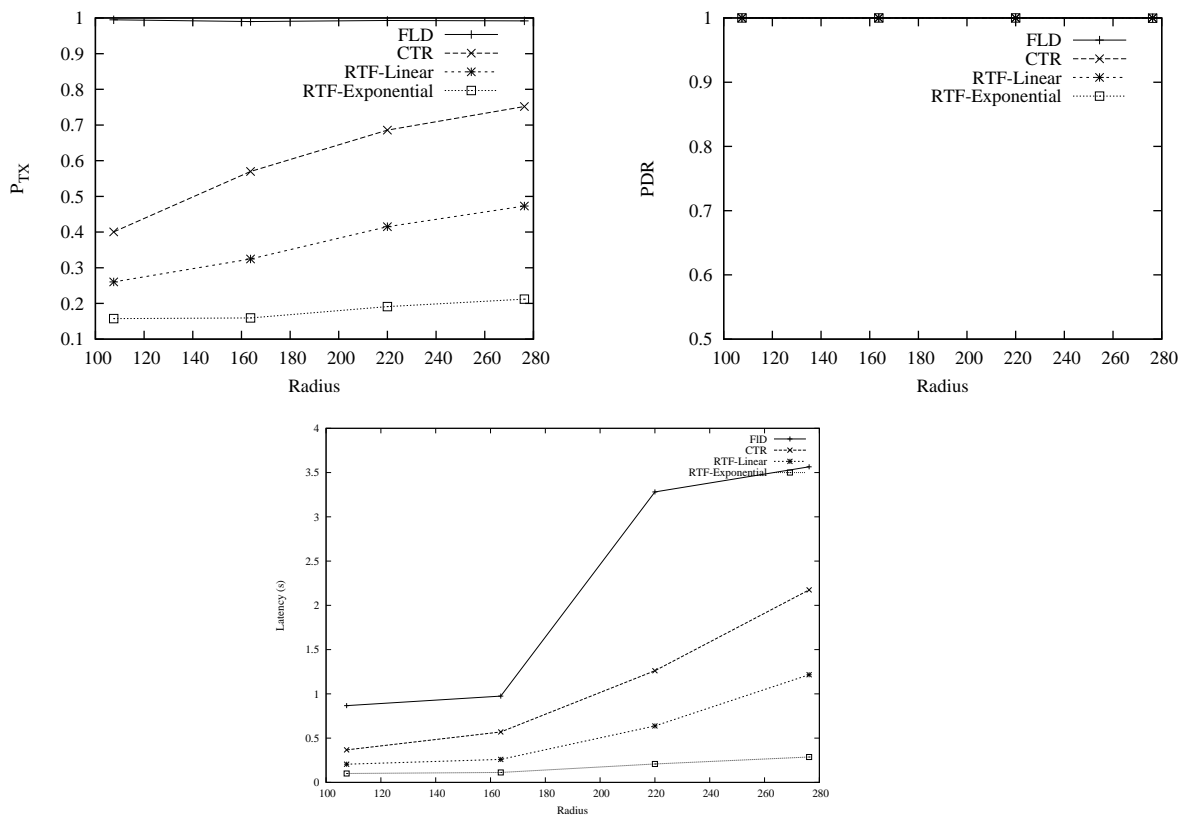 1
0.9
0.8
0.7
0.6
0.5
0.4
0.3
0.2
0.1
100 120 140 160 180 200 220 240 260 280
P_TX
Radius
FLD
CTR
RTF-Linear
RTF-Exponential
1
0.9
0.8
0.7
0.6
0.5
100 120 140 160 180 200 220 240 260 280
PDR
Radius
FLD
CTR
RTF-Linear
RTF-Exponential
4
3.5
3
2.5
2
1.5
1
0.5
0
100 120 140 160 180 200 220 240 260 280
Latency (s)
Radius
FlD
CTR
RTF-Linear
RTF-Exponential